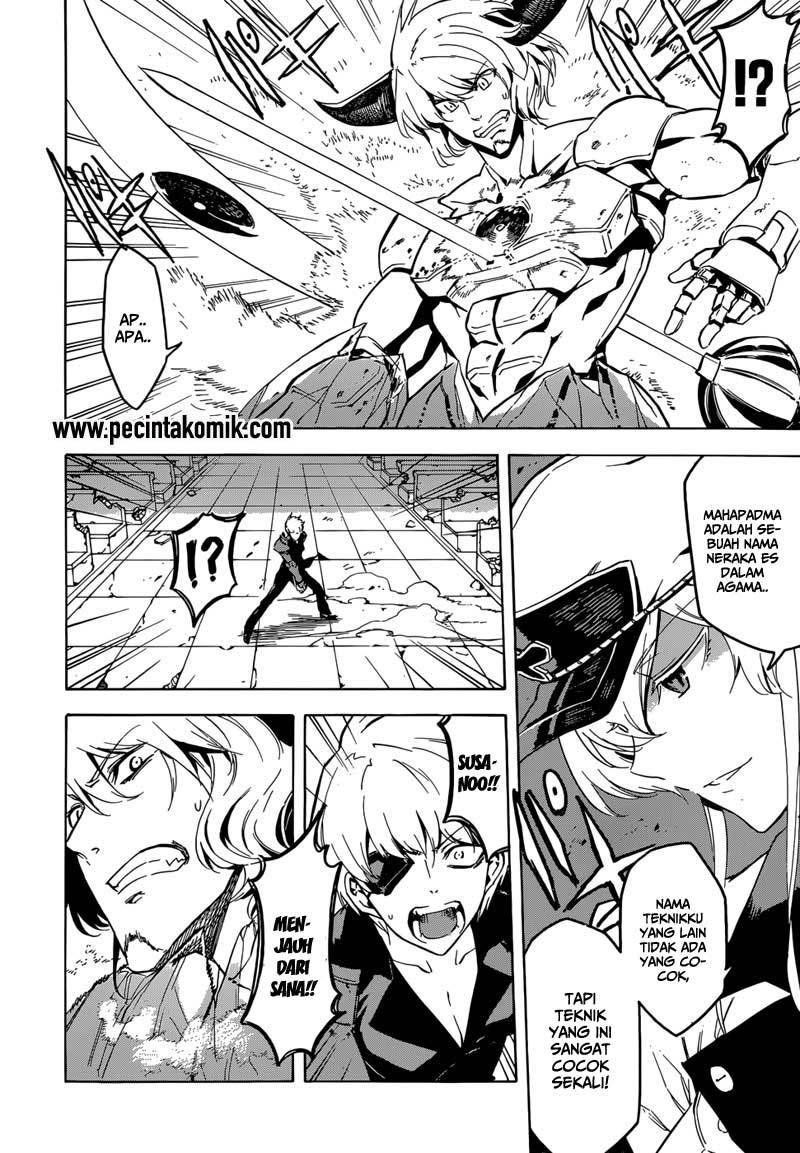 !?
AP..
APA..
www.pecintakomik.com
MAHAPADMA
ADALAH SE-
BUAH NAMA
NERAKA ES
DALAM
AGAMA..
NAMA
TEKNIKKU
YANG LAIN
TIDAK ADA
YANG CO-
COK,
TAPI
TEKNIK
YANG INI
SANGAT
COCOK
SEKALI!
!?
SUSA-
NOO!!
MEN-
JAUH
DARI
SANA!!